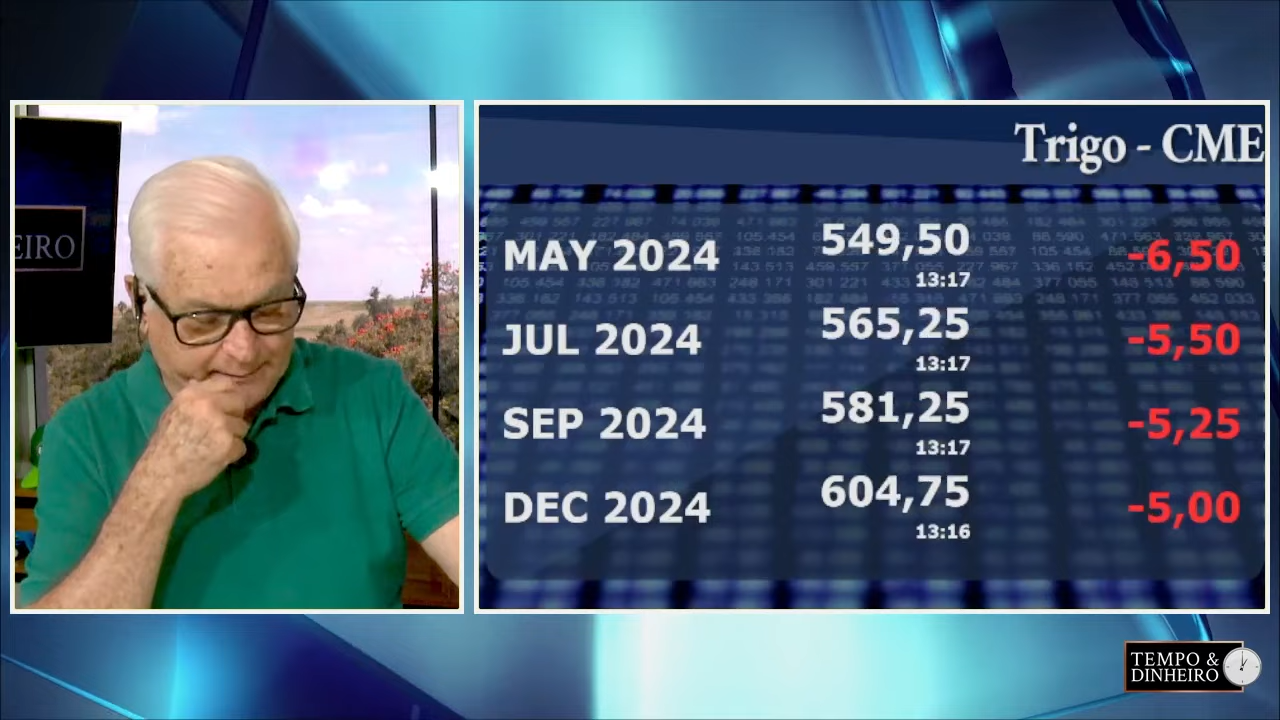 EIRO
Trigo - CME
MAY 2024 549,50 -6,50
13:17
JUL 2024 565,25 -5,50
13:17
SEP 2024 581,25 -5,25
13:17
DEC 2024 604,75 -5,00
13:16
TEMPO &
DINHEIRO